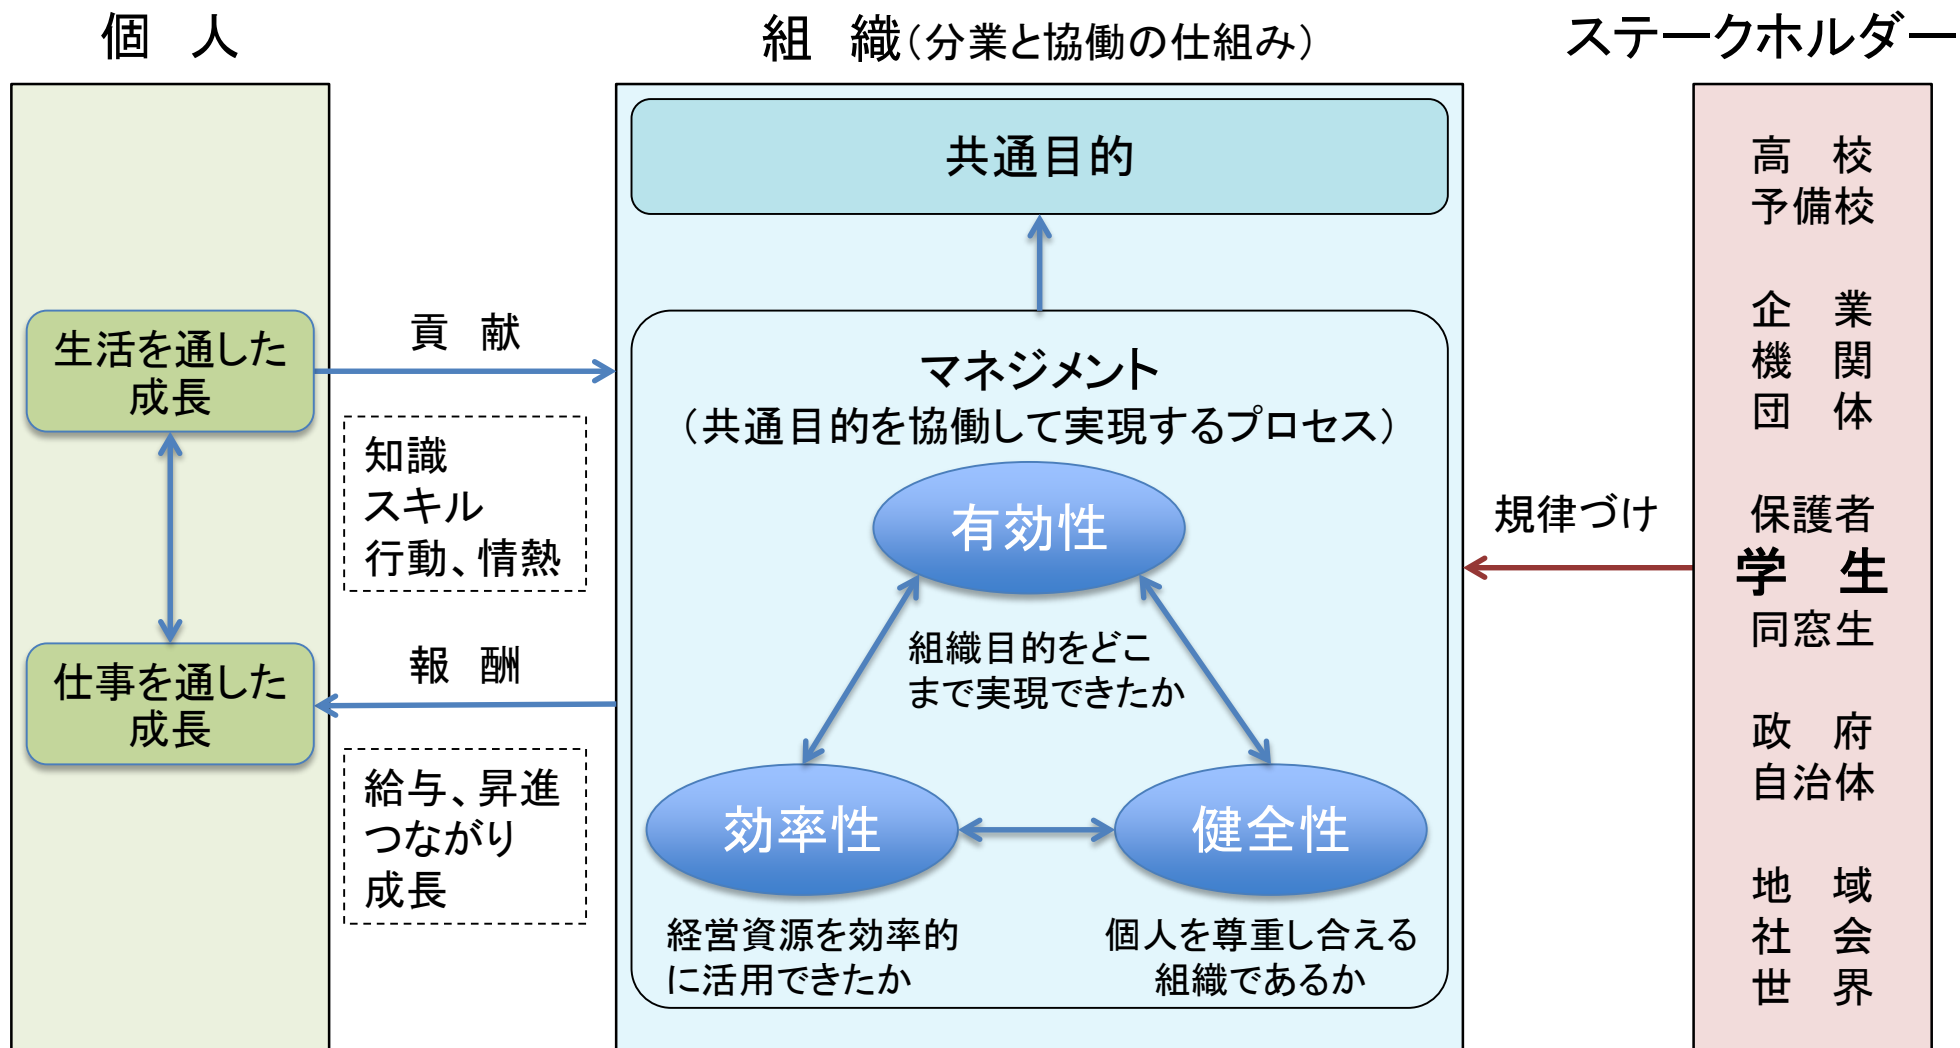 個　人
生活を通した
成長
仕事を通した
成長
貢　献
知識
スキル
行動、情熱
報　酬
給与、昇進
つながり
成長
組　織（分業と協働の仕組み）
共通目的
マネジメント
（共通目的を協働して実現するプロセス）
有効性
組織目的をどこ
まで実現できたか
効率性
健全性
経営資源を効率的
に活用できたか
個人を尊重し合える
組織であるか
規律づけ
ステークホルダー
高　校
予備校
企　業
機　関
団　体
保護者
学　生
同窓生
政　府
自治体
地　域
社　会
世　界